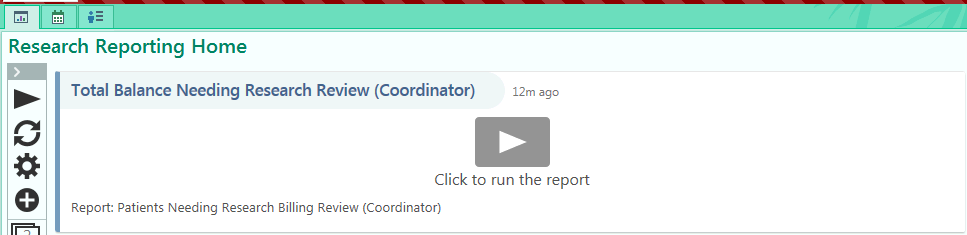 Research Reporting Home
Total Balance Needing Research Review (Coordinator) 12m ago
Click to run the report
Report: Patients Needing Research Billing Review (Coordinator)